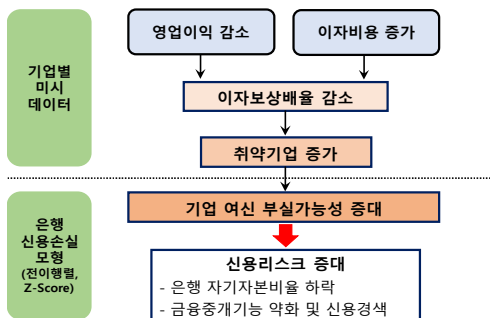 영업이익 감소
이자비용 증가
기업별
미시
데이터
이자보상배율 감소
취약기업 증가
은행
신용손실
모형
(전이행렬,
Z-Score)
기업 여신 부실가능성 증대
신용리스크 증대
- 은행 자기자본비율 하락
- 금융중개기능 약화 및 신용경색